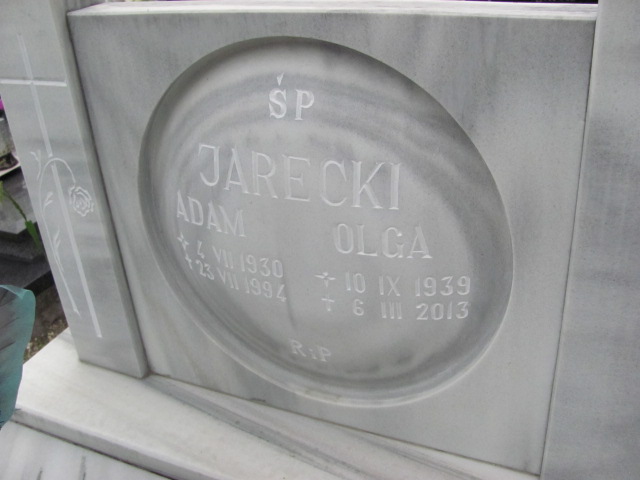 ŚP
JARECKI
ADAM
* 4 VII 1930
+ 23 VII 1994
OLGA
* 10 IX 1939
+ 6 III 2013
R i P